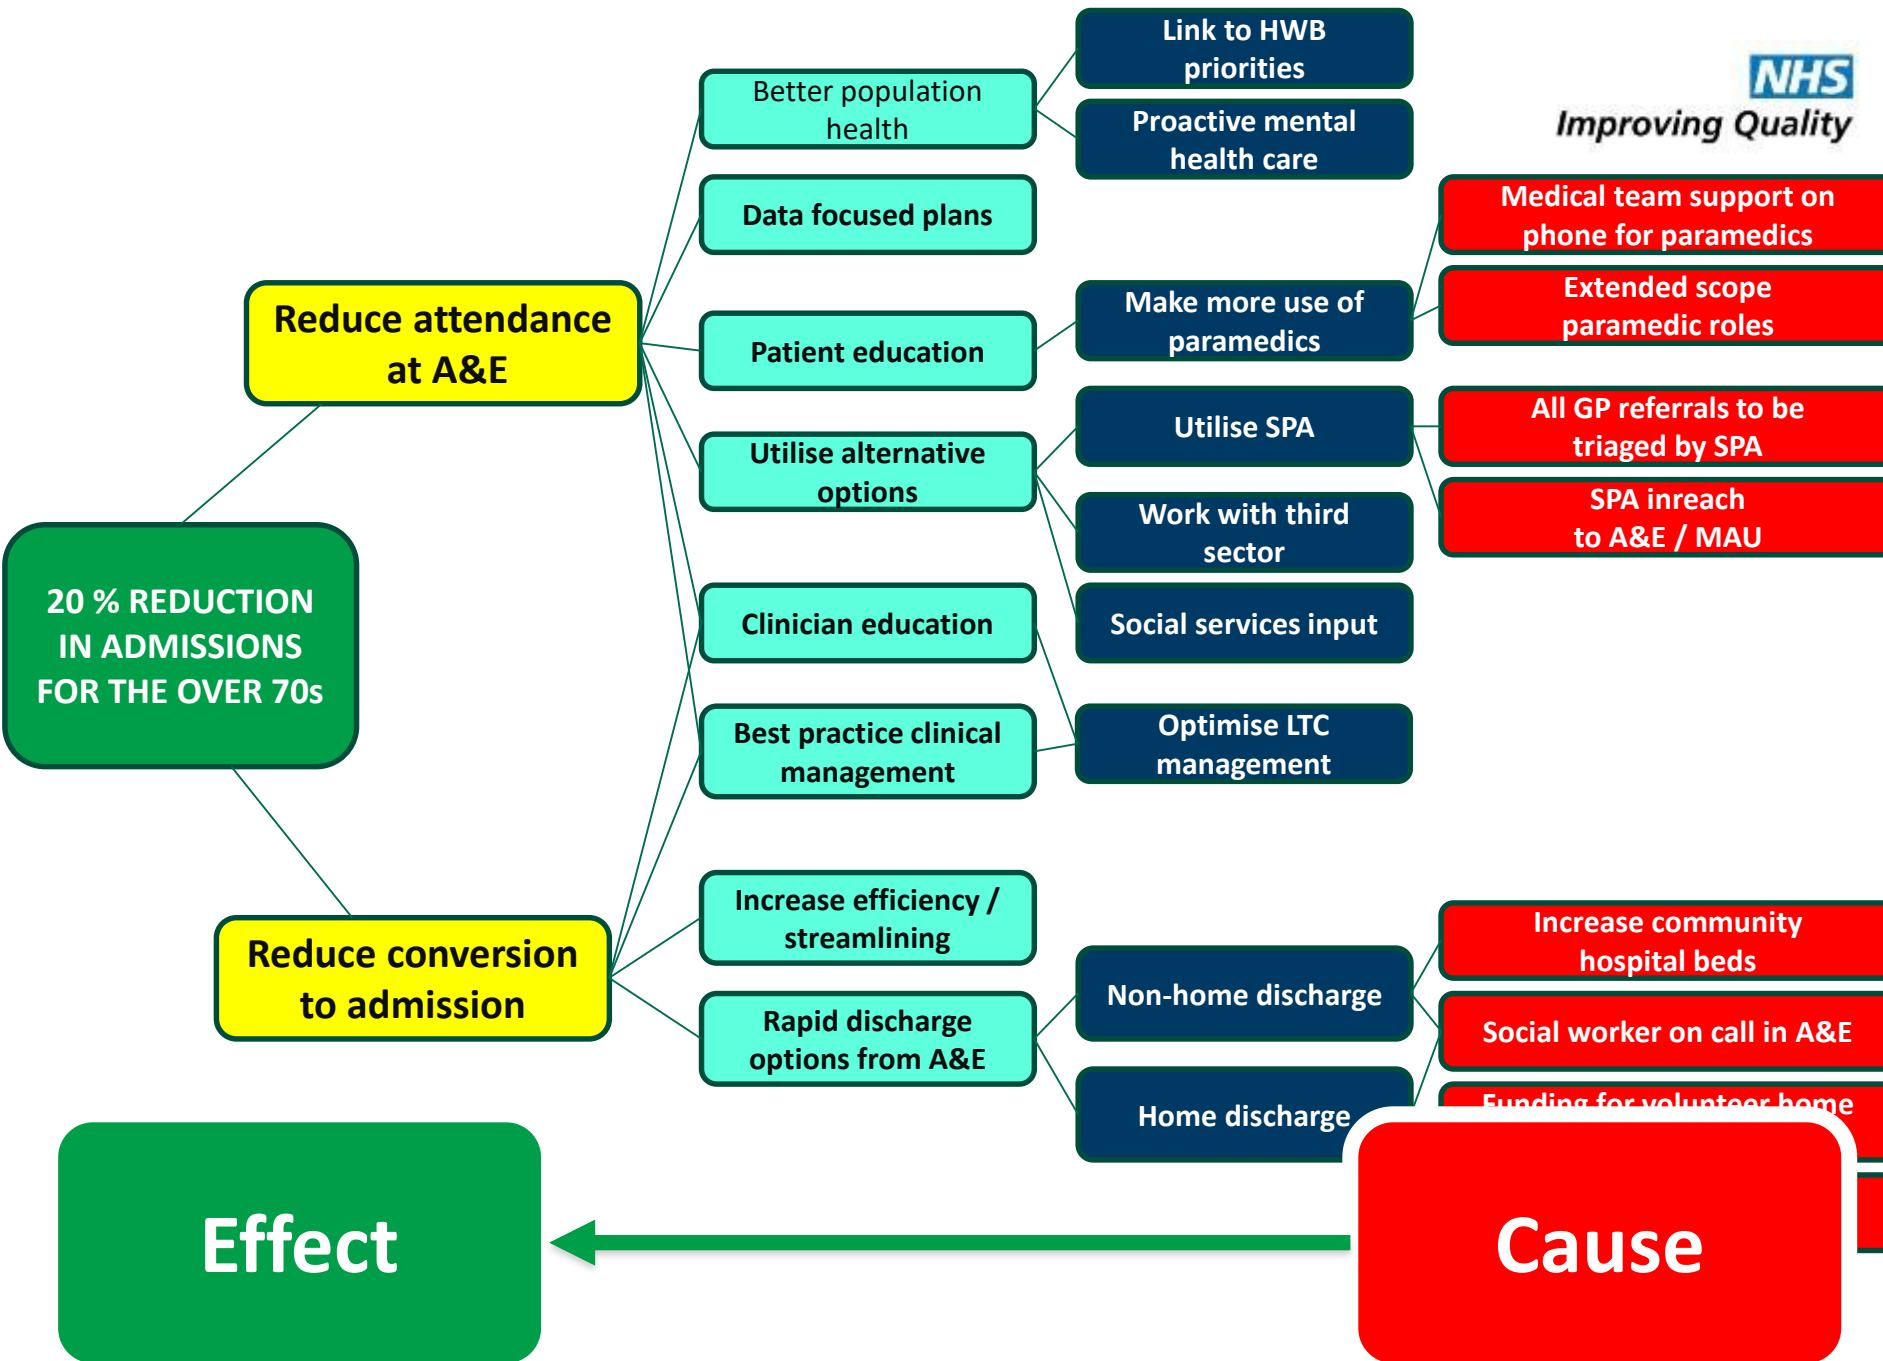 Link to HWB
priorities
NHS
Improving Quality
Better population
health
Proactive mental
health care
Medical team support on
phone for paramedics
Data focused plans
Extended scope
paramedic roles
Reduce attendance
at A&E
Make more use of
paramedics
Patient education
All GP referrals to be
triaged by SPA
Utilise SPA
Utilise alternative
options
SPA inreach
to A&E / MAU
Work with third
sector
20 % REDUCTION
IN ADMISSIONS
FOR THE OVER 70s
Clinician education
Social services input
Best practice clinical
management
Optimise LTC
management
Increase efficiency /
streamlining
Increase community
hospital beds
Reduce conversion
to admission
Non-home discharge
Rapid discharge
options from A&E
Social worker on call in A&E
Home discharge
Funding for volunteer home
Effect
Cause